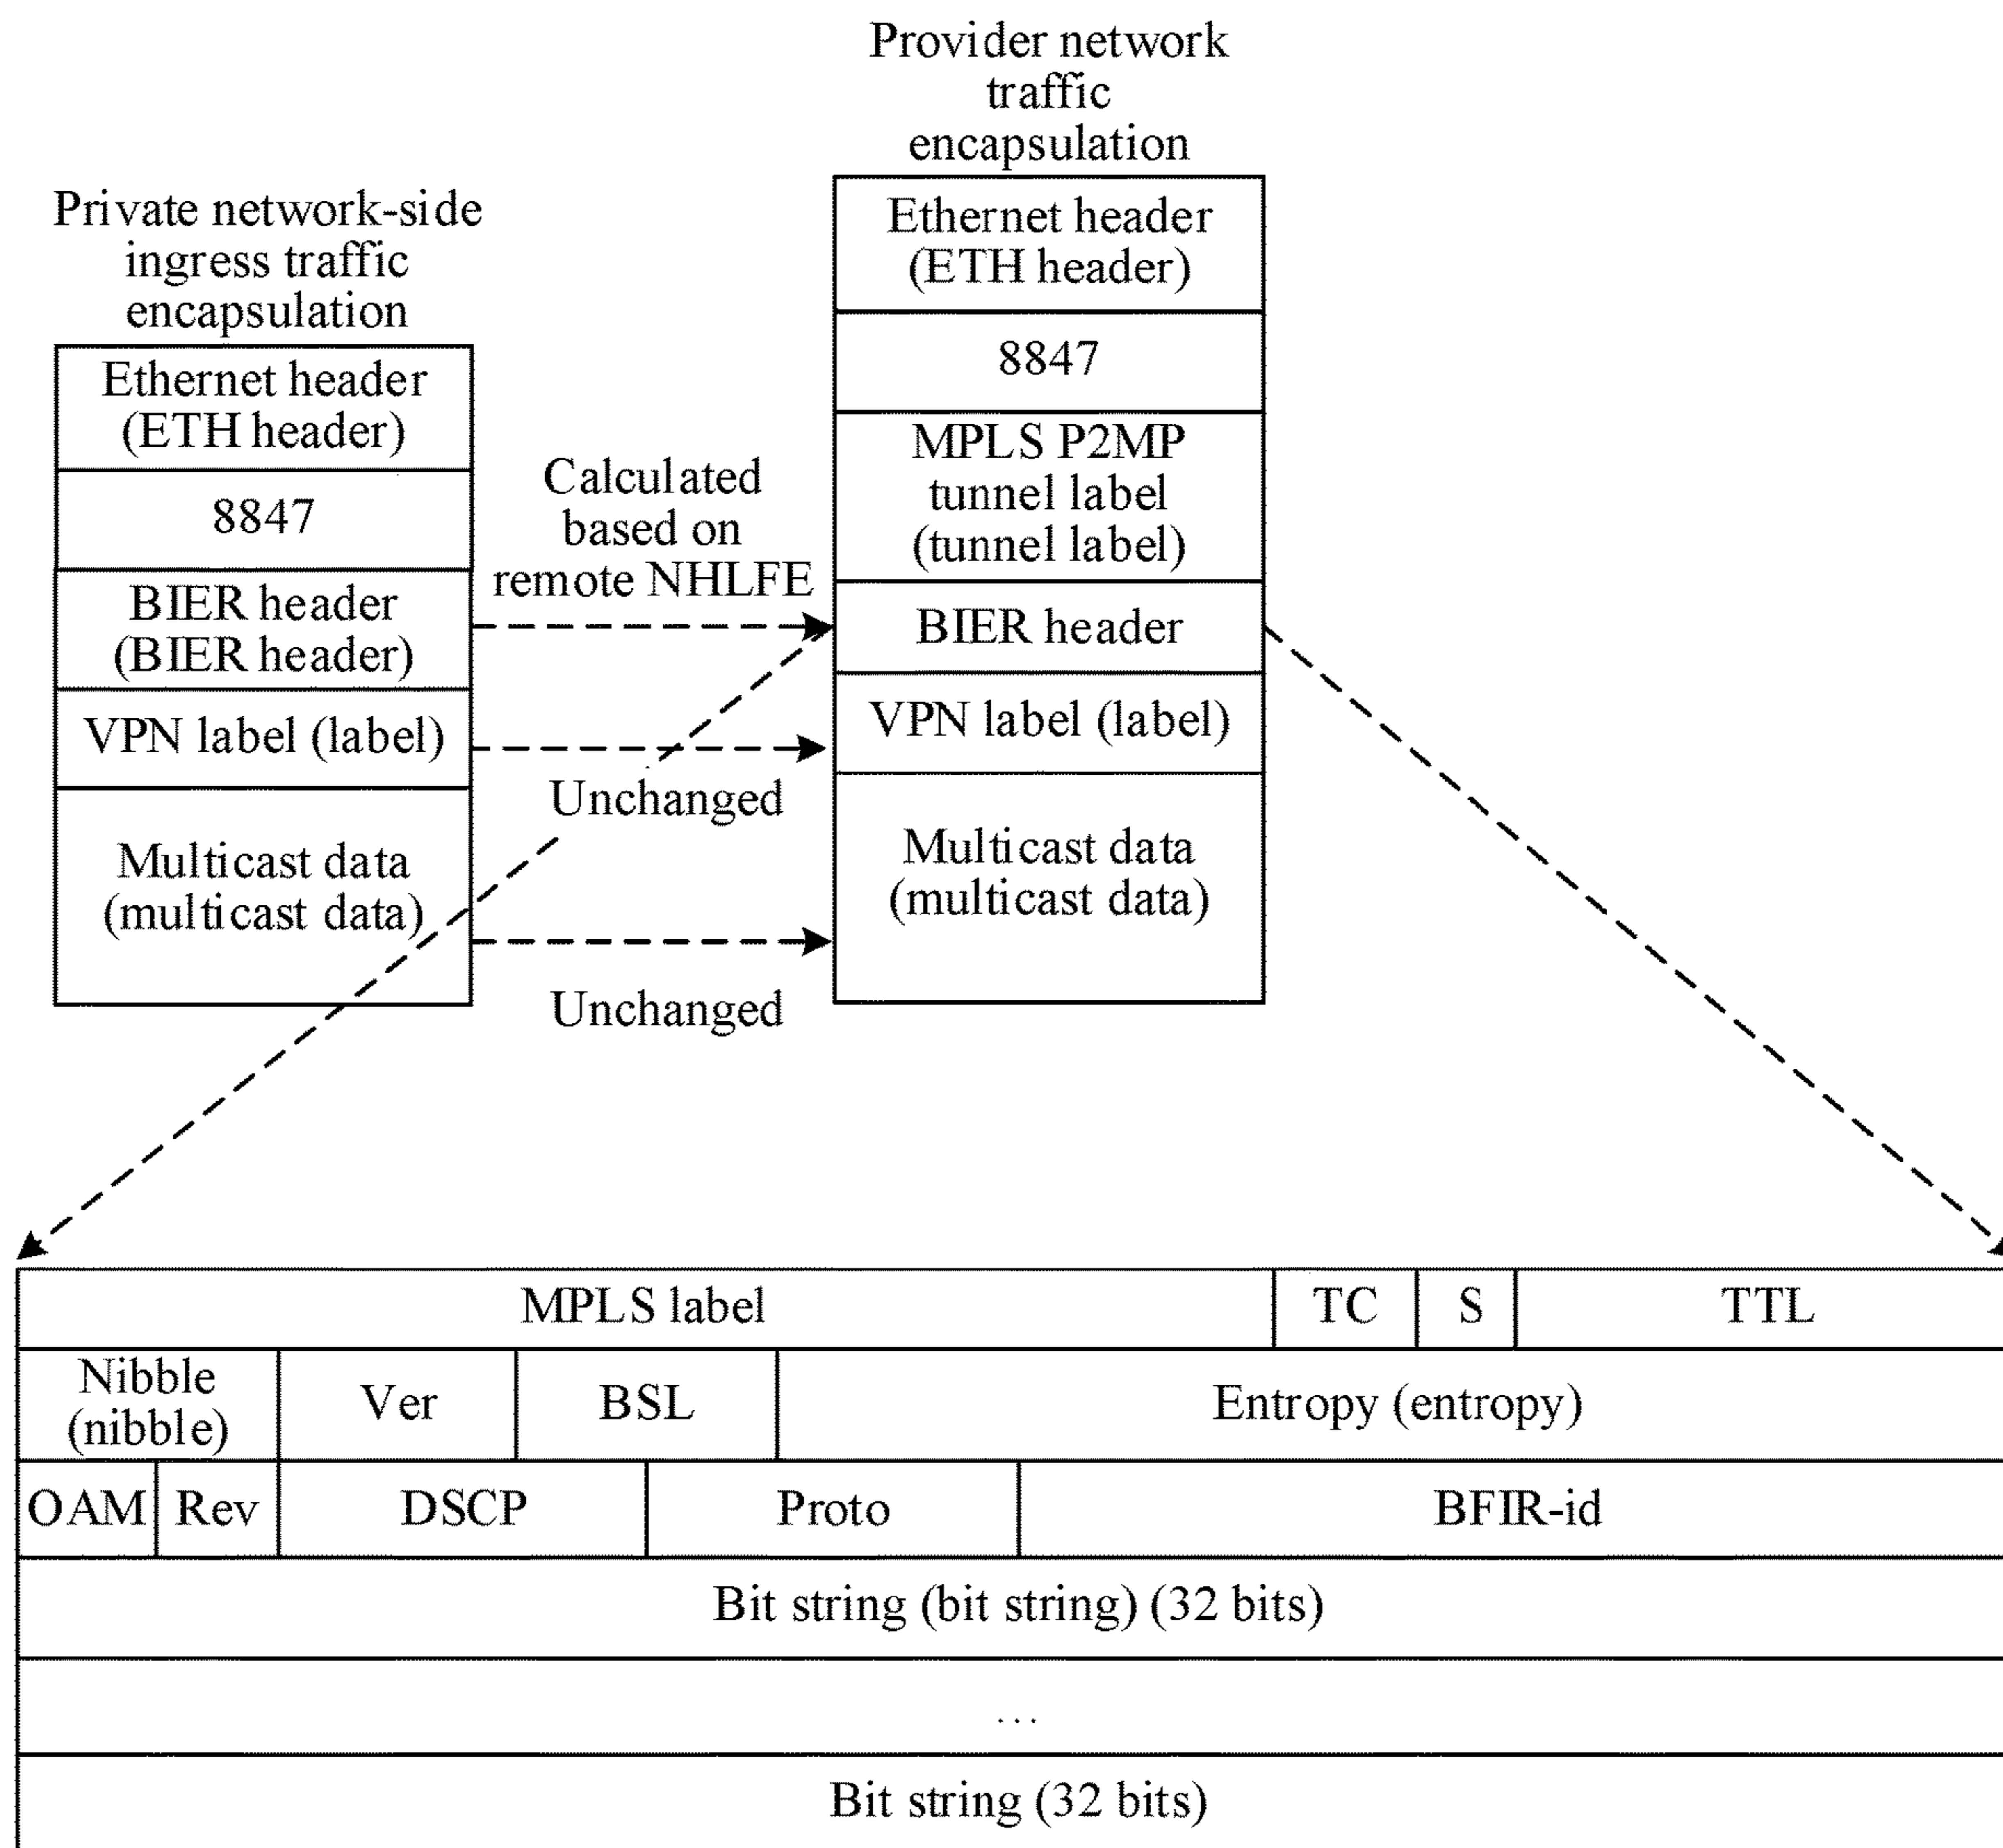 Provider network
traffic
encapsulation
Private network-side
ingress traffic
encapsulation
Ethernet header
(ETH header)
8847
BIER header
(BIER header)
VPN label (label)
Multicast data
(multicast data)
Calculated
based on
remote NHLFE
Unchanged
Unchanged
Ethernet header
(ETH header)
8847
MPLS P2MP
tunnel label
(tunnel label)
BIER header
VPN label (label)
Multicast data
(multicast data)
MPLS label TC S TTL
Nibble
(nibble)
Ver BSL Entropy (entropy)
OAM Rev DSCP Proto BFIR-id
Bit string (bit string) (32 bits)
...
Bit string (32 bits)